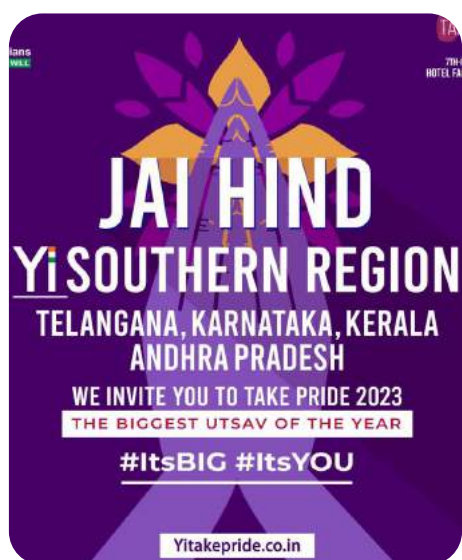 WILL
JAI HIND
Yi SOUTHERN REGION
TELANGANA, KARNATAKA, KERALA
ANDHRA PRADESH
WE INVITE YOU TO TAKE PRIDE 2023
THE BIGGEST UTSAV OF THE YEAR
#ItsBIG #ItsYOU
Yitakepride.co.in